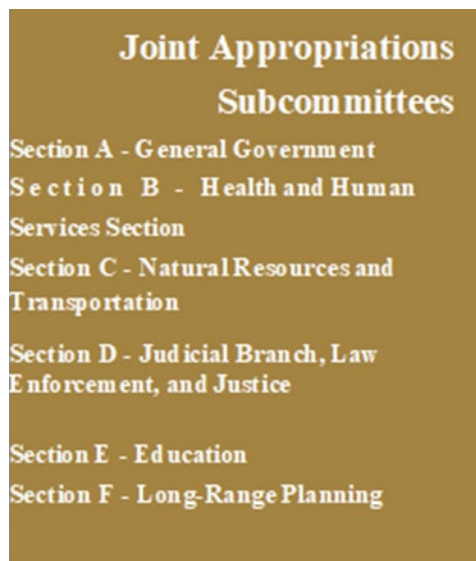 Joint Appropriations
Subcommittees
Section A - General Government
Section B - Health and Human
Services Section
Section C - Natural Resources and
Transportation
Section D - Judicial Branch, Law
Enforcement, and Justice
Section E - Education
Section F - Long-Range Planning